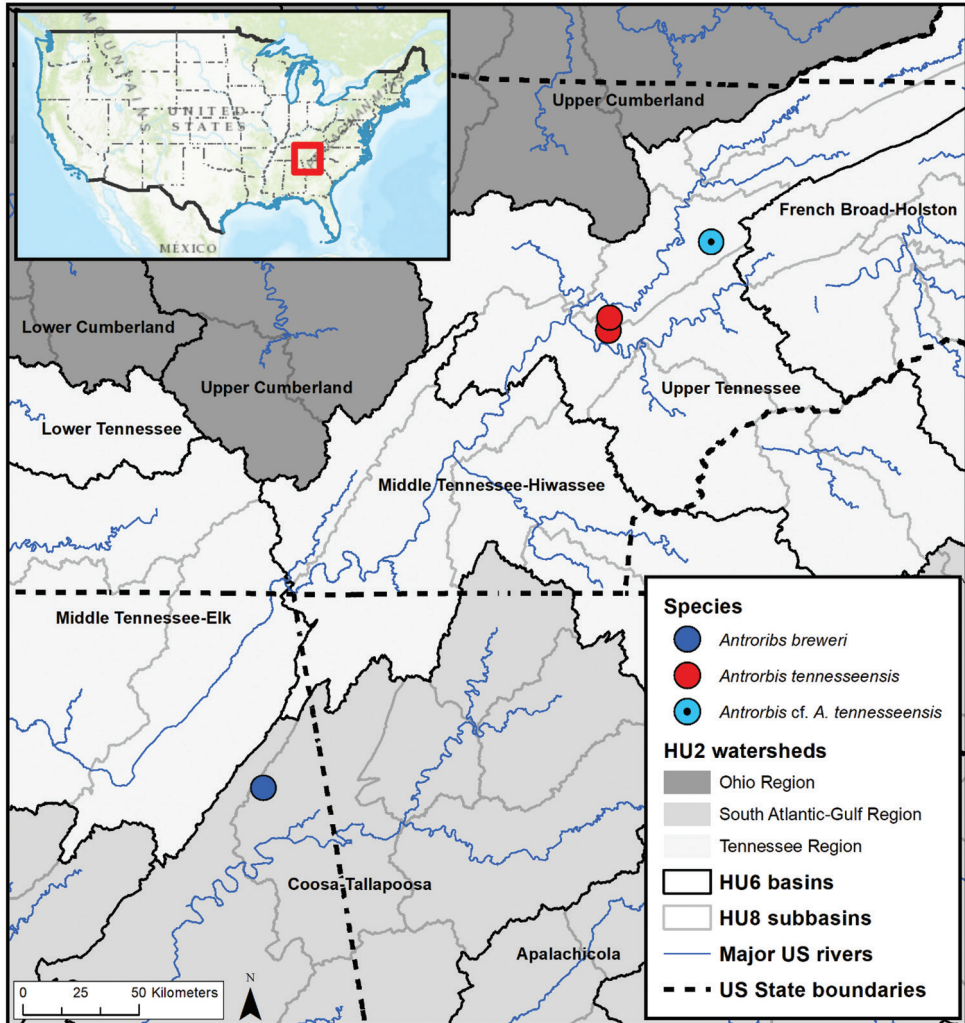 MOUNTAINS
UNITED
STATES
APPALACHIAN MTS
MÉXICO
Upper Cumberland
French Broad-Holston
Lower Cumberland
Upper Cumberland
Upper Tennessee
Lower Tennessee
Middle Tennessee-Hiwassee
Middle Tennessee-Elk
Coosa-Tallapoosa
Apalachicola
Species
Antroribs breweri
Antrorbis tennesseensis
Antrorbis cf. A. tennesseensis
HU2 watersheds
Ohio Region
South Atlantic-Gulf Region
Tennessee Region
HU6 basins
HU8 subbasins
Major US rivers
US State boundaries
0 25 50 Kilometers
N